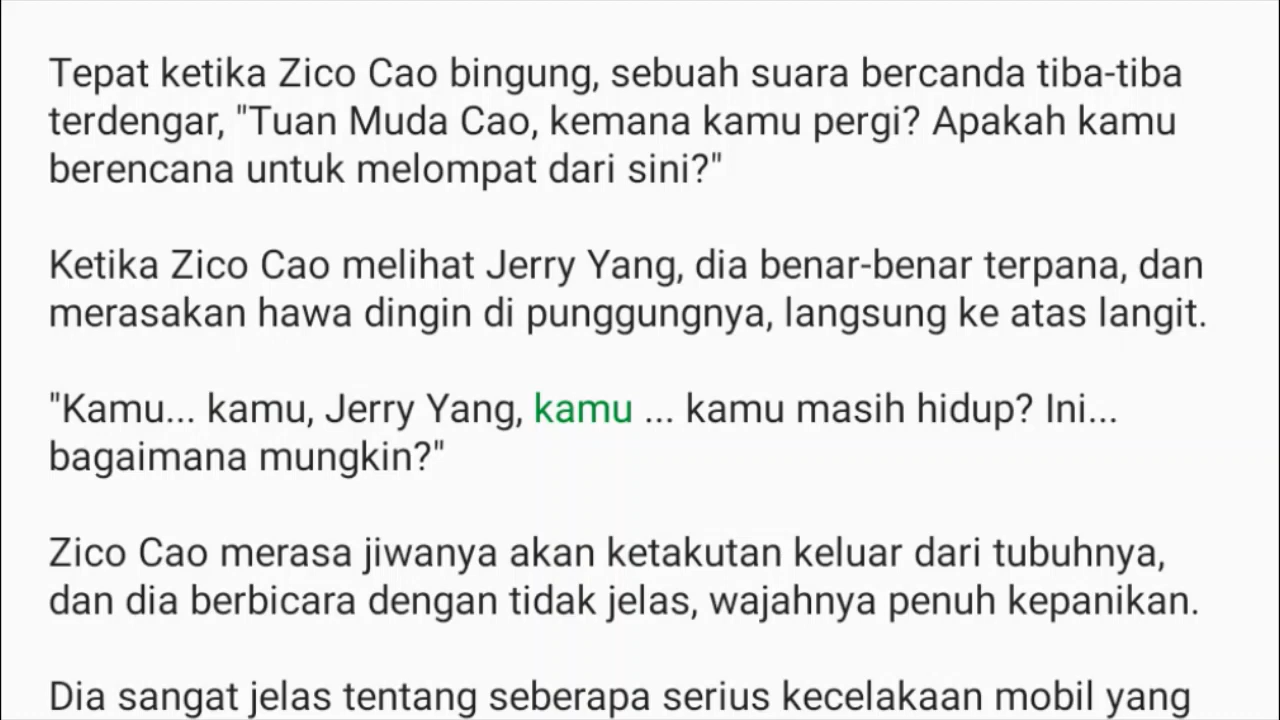 Tepat ketika Zico Cao bingung, sebuah suara bercanda tiba-tiba
terdengar, "Tuan Muda Cao, kemana kamu pergi? Apakah kamu
berencana untuk melompat dari sini?"
Ketika Zico Cao melihat Jerry Yang, dia benar-benar terpana, dan
merasakan hawa dingin di punggungnya, langsung ke atas langit.
"Kamu... kamu, Jerry Yang, kamu ... kamu masih hidup? Ini...
bagaimana mungkin?"
Zico Cao merasa jiwanya akan ketakutan keluar dari tubuhnya,
dan dia berbicara dengan tidak jelas, wajahnya penuh kepanikan.
Dia sangat jelas tentang seberapa serius kecelakaan mobil yang